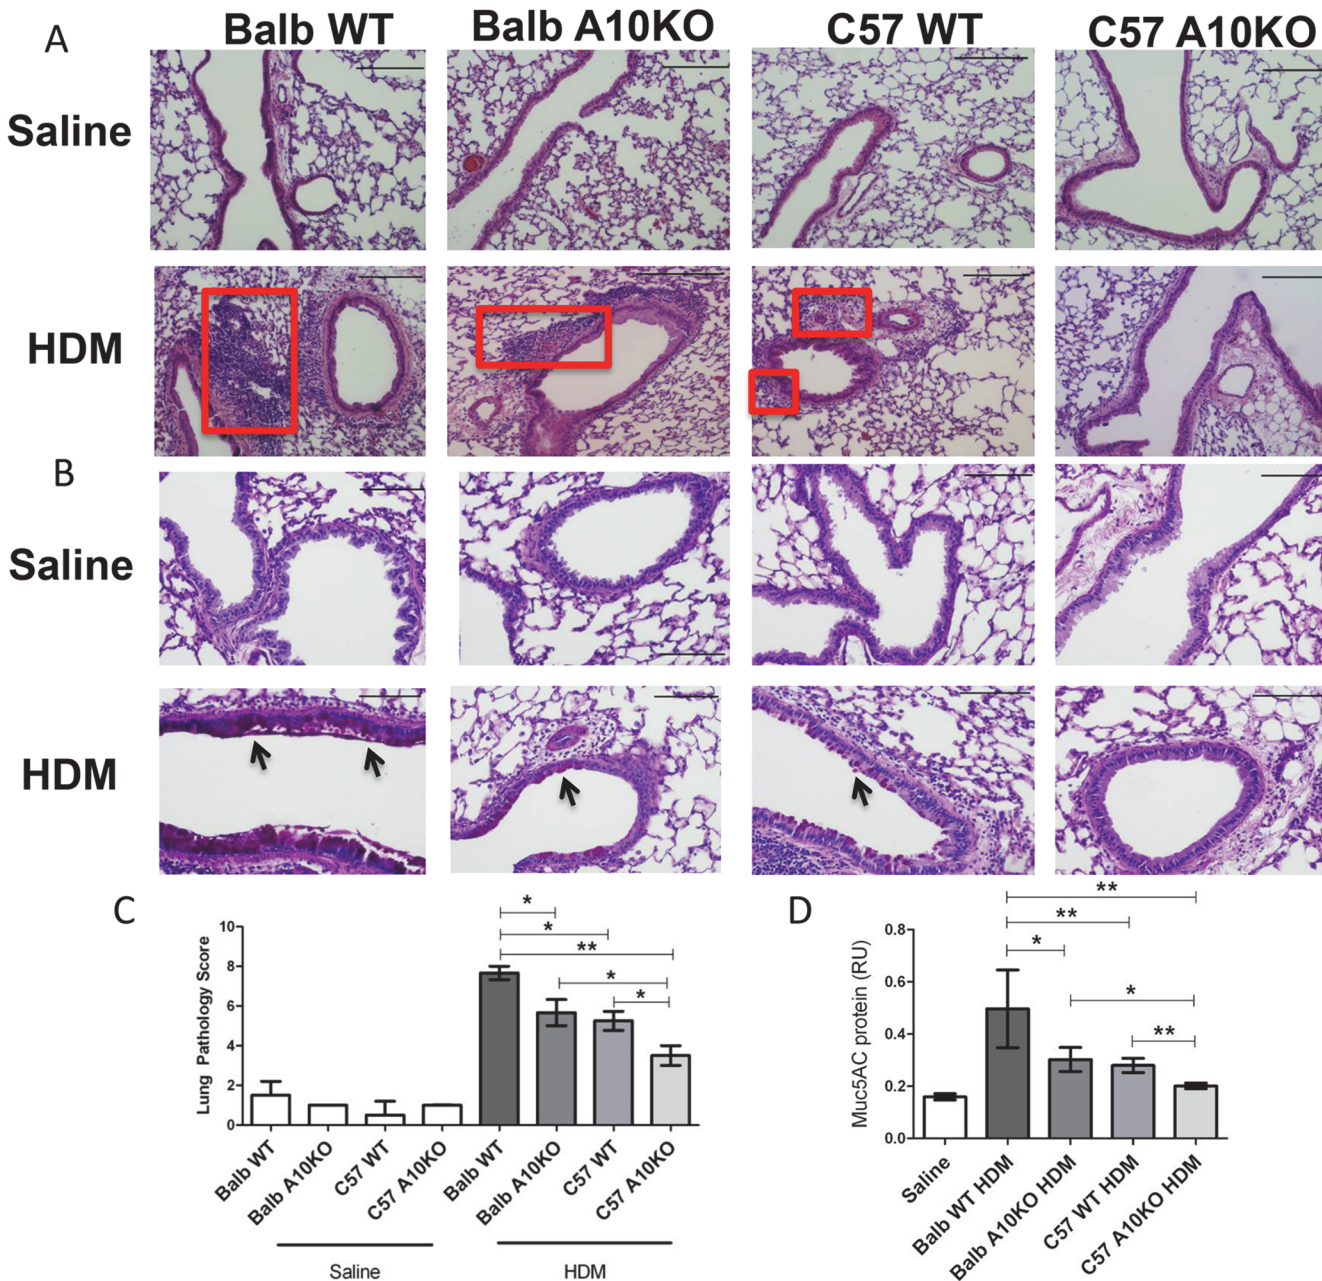 A
Balb WT
Balb A10KO
C57 WT
C57 A10KO
Saline
HDM
B
Saline
HDM
C
Lung Pathology Score
10
8
6
4
2
0
*
*
**
*
*
Balb WT
Balb A10KO
C57 WT
C57 A10KO
Balb WT
Balb A10KO
C57 WT
C57 A10KO
Saline
HDM
D
Muc5AC protein (RU)
0.8
0.6
0.4
0.2
0.0
**
**
*
*
**
Saline
Balb WT HDM
Balb A10KO HDM
C57 WT HDM
C57 A10KO HDM